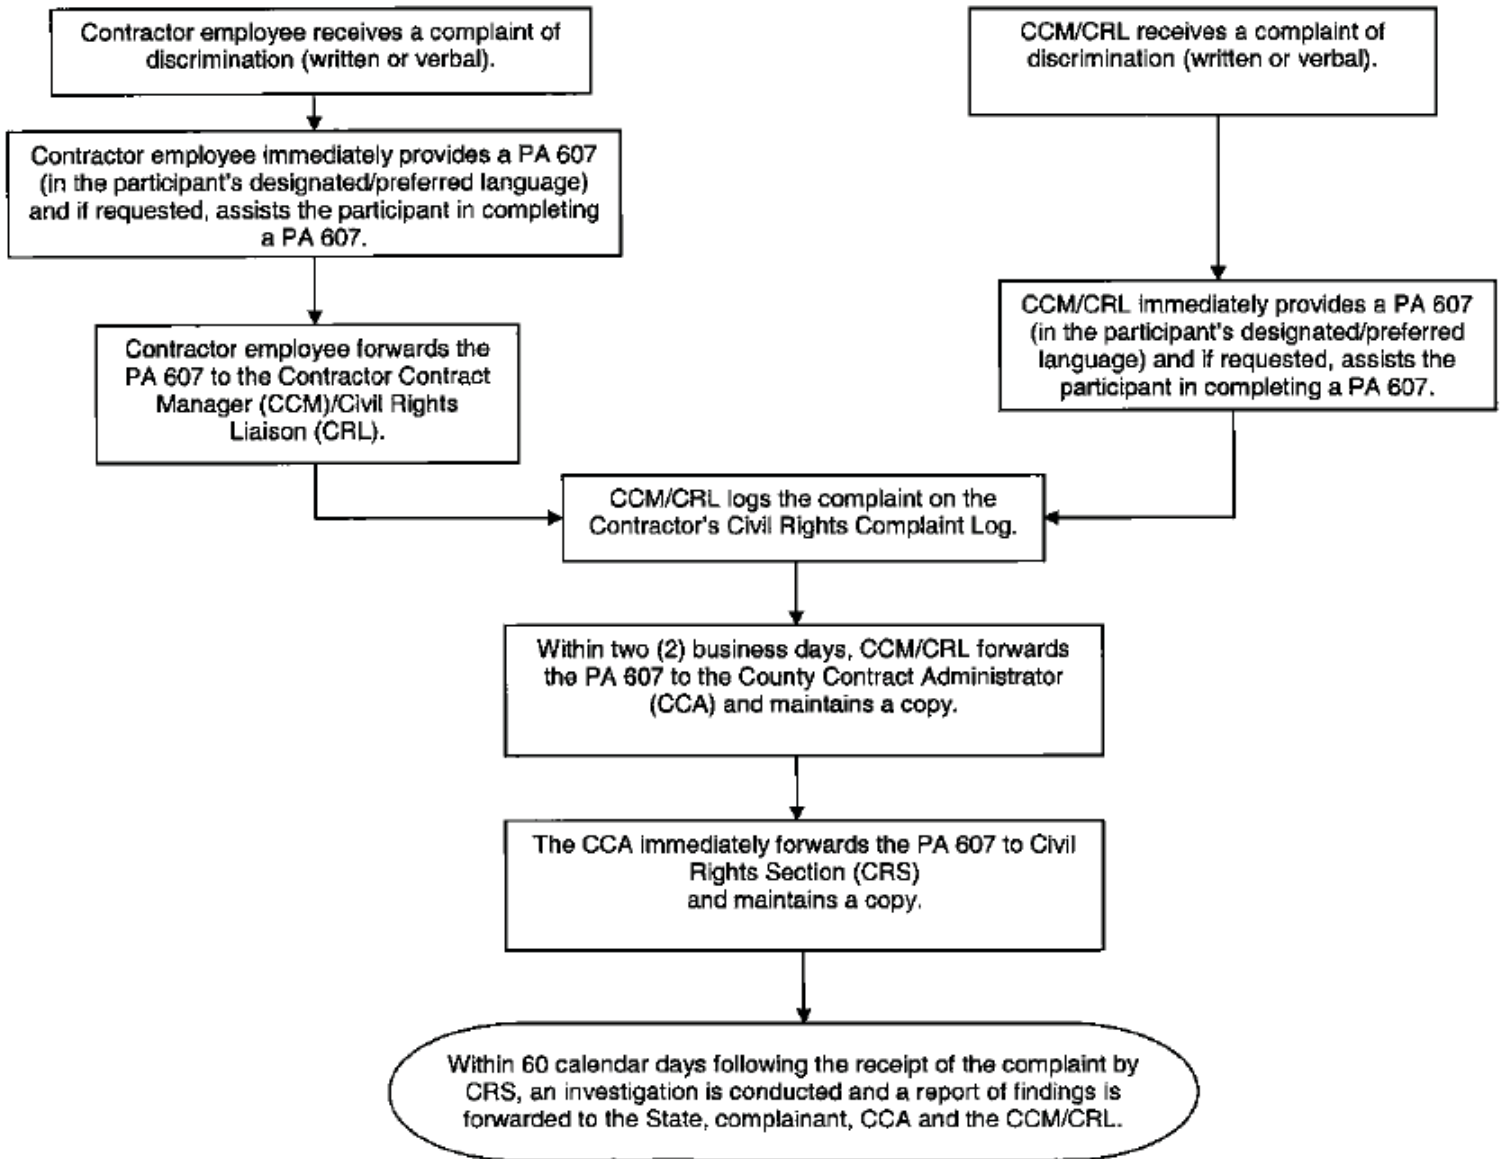 Contractor employee receives a complaint of
discrimination (written or verbal).
CCM/CRL receives a complaint of
discrimination (written or verbal).
Contractor employee immediately provides a PA 607
(in the participant's designated/preferred language)
and if requested, assists the participant in completing
a PA 607.
CCM/CRL immediately provides a PA 607
(in the participant's designated/preferred
language) and if requested, assists the
participant in completing a PA 607.
Contractor employee forwards the
PA 607 to the Contractor Contract
Manager (CCM)/Civil Rights
Liaison (CRL).
CCM/CRL logs the complaint on the
Contractor's Civil Rights Complaint Log.
Within two (2) business days, CCM/CRL forwards
the PA 607 to the County Contract Administrator
(CCA) and maintains a copy.
The CCA immediately forwards the PA 607 to Civil
Rights Section (CRS)
and maintains a copy.
Within 60 calendar days following the receipt of the complaint by
CRS, an investigation is conducted and a report of findings is
forwarded to the State, complainant, CCA and the CCM/CRL.